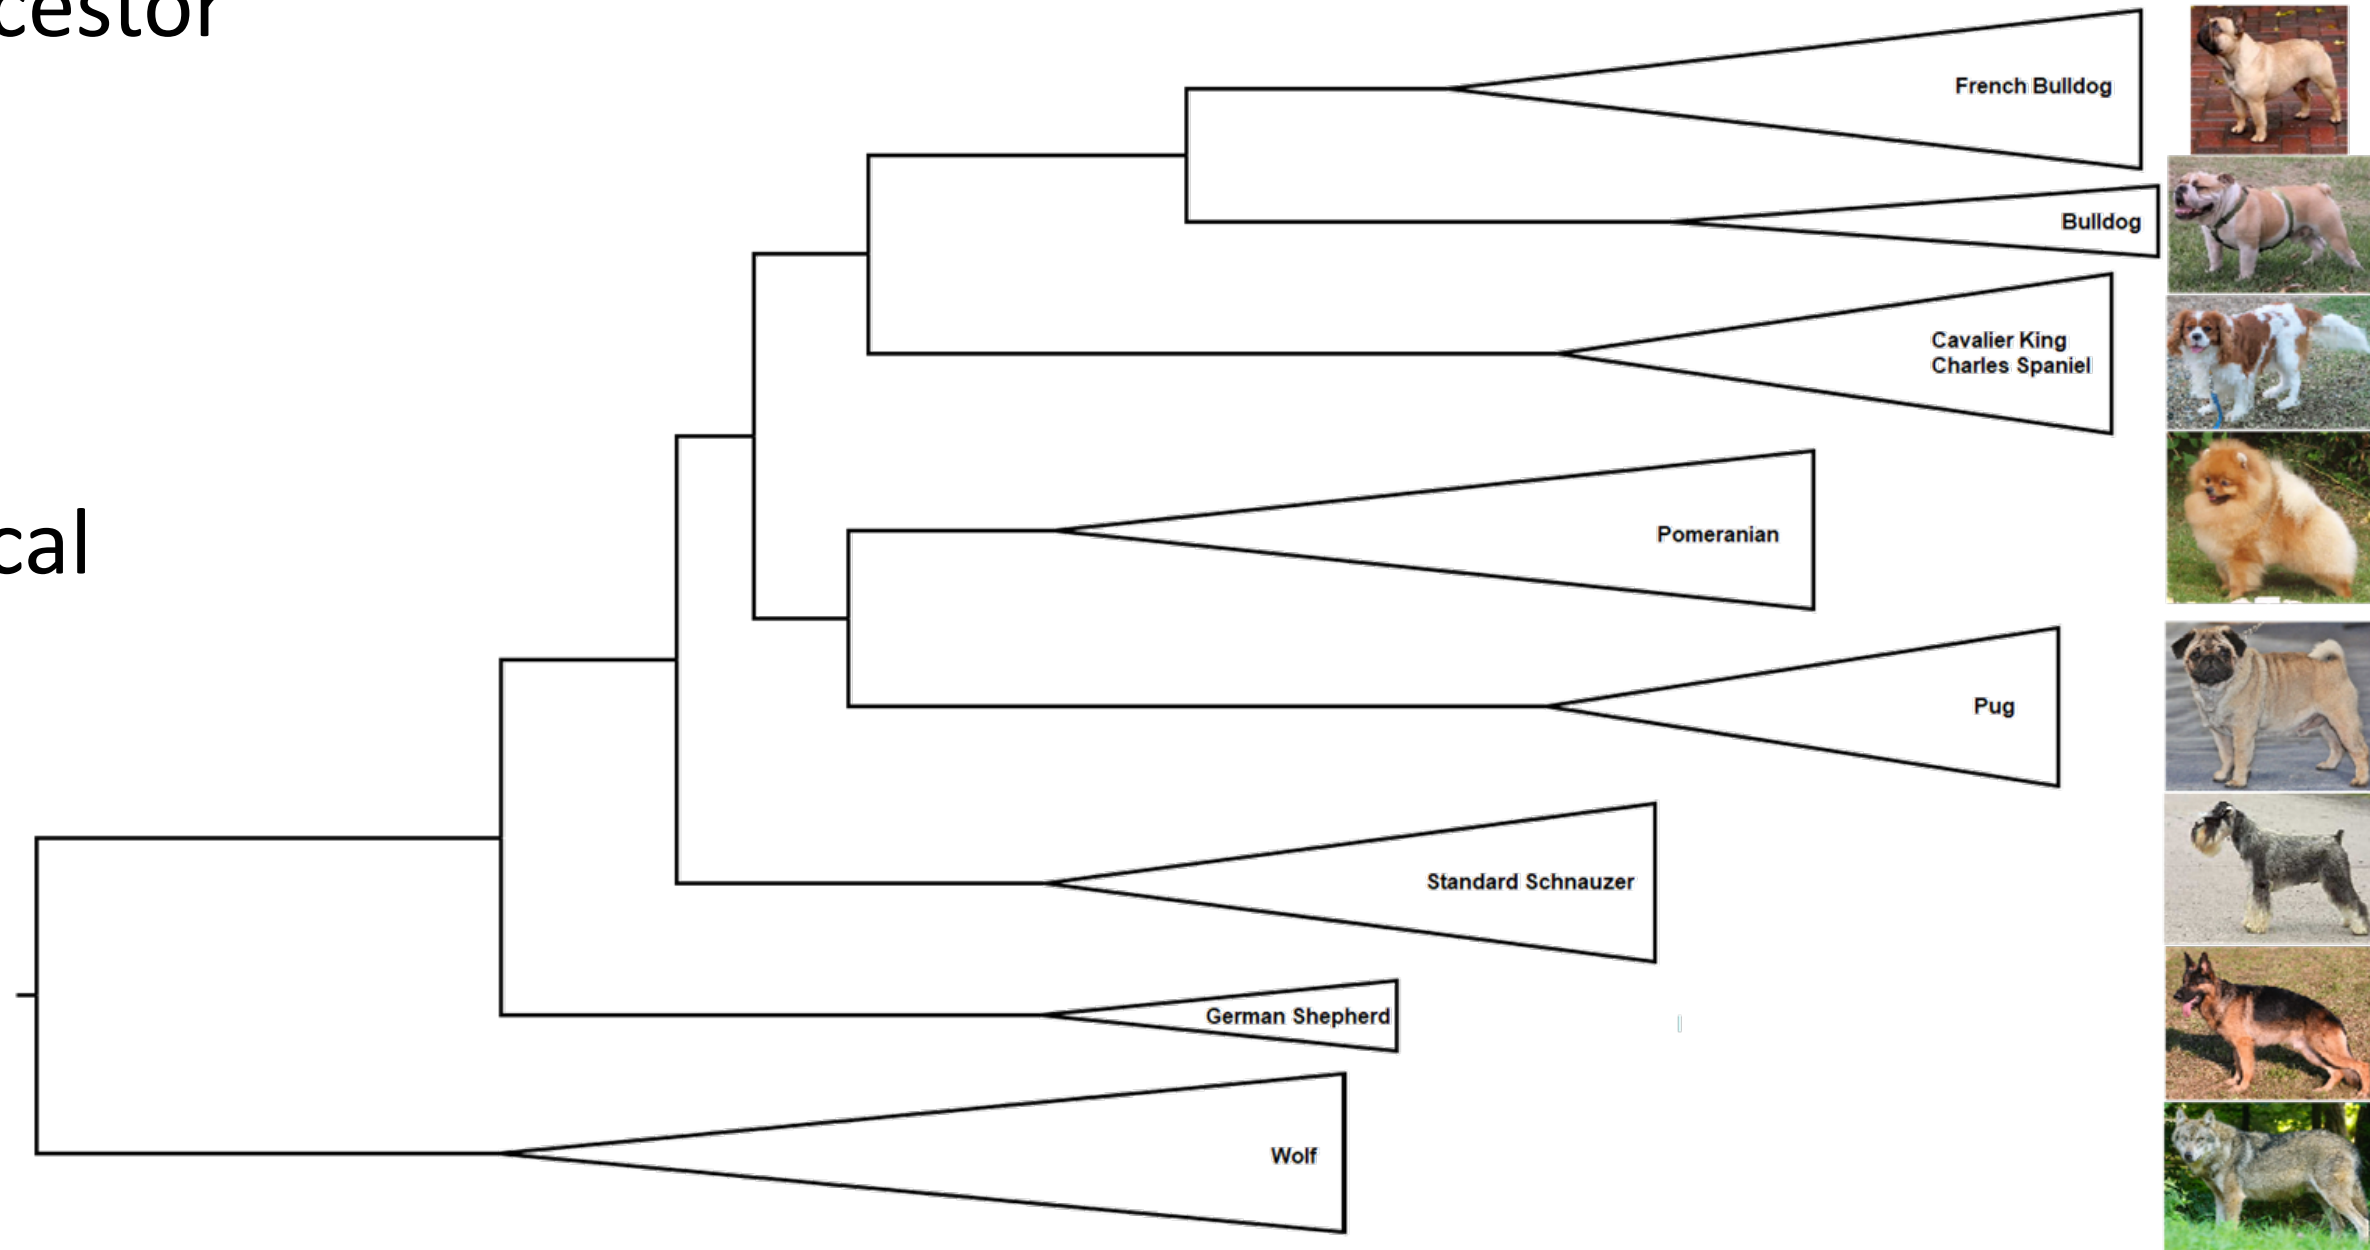 cestor
French Bulldog
Bulldog
Cavalier King
Charles Spaniel
cal
Pomeranian
Pug
Standard Schnauzer
German Shepherd
Wolf